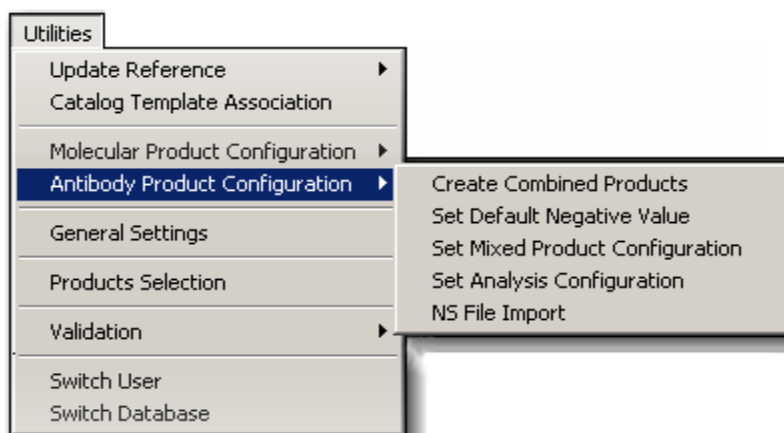 Utilities
Update Reference
Catalog Template Association
Molecular Product Configuration
Antibody Product Configuration
Create Combined Products
Set Default Negative Value
Set Mixed Product Configuration
Set Analysis Configuration
NS File Import
General Settings
Products Selection
Validation
Switch User
Switch Database